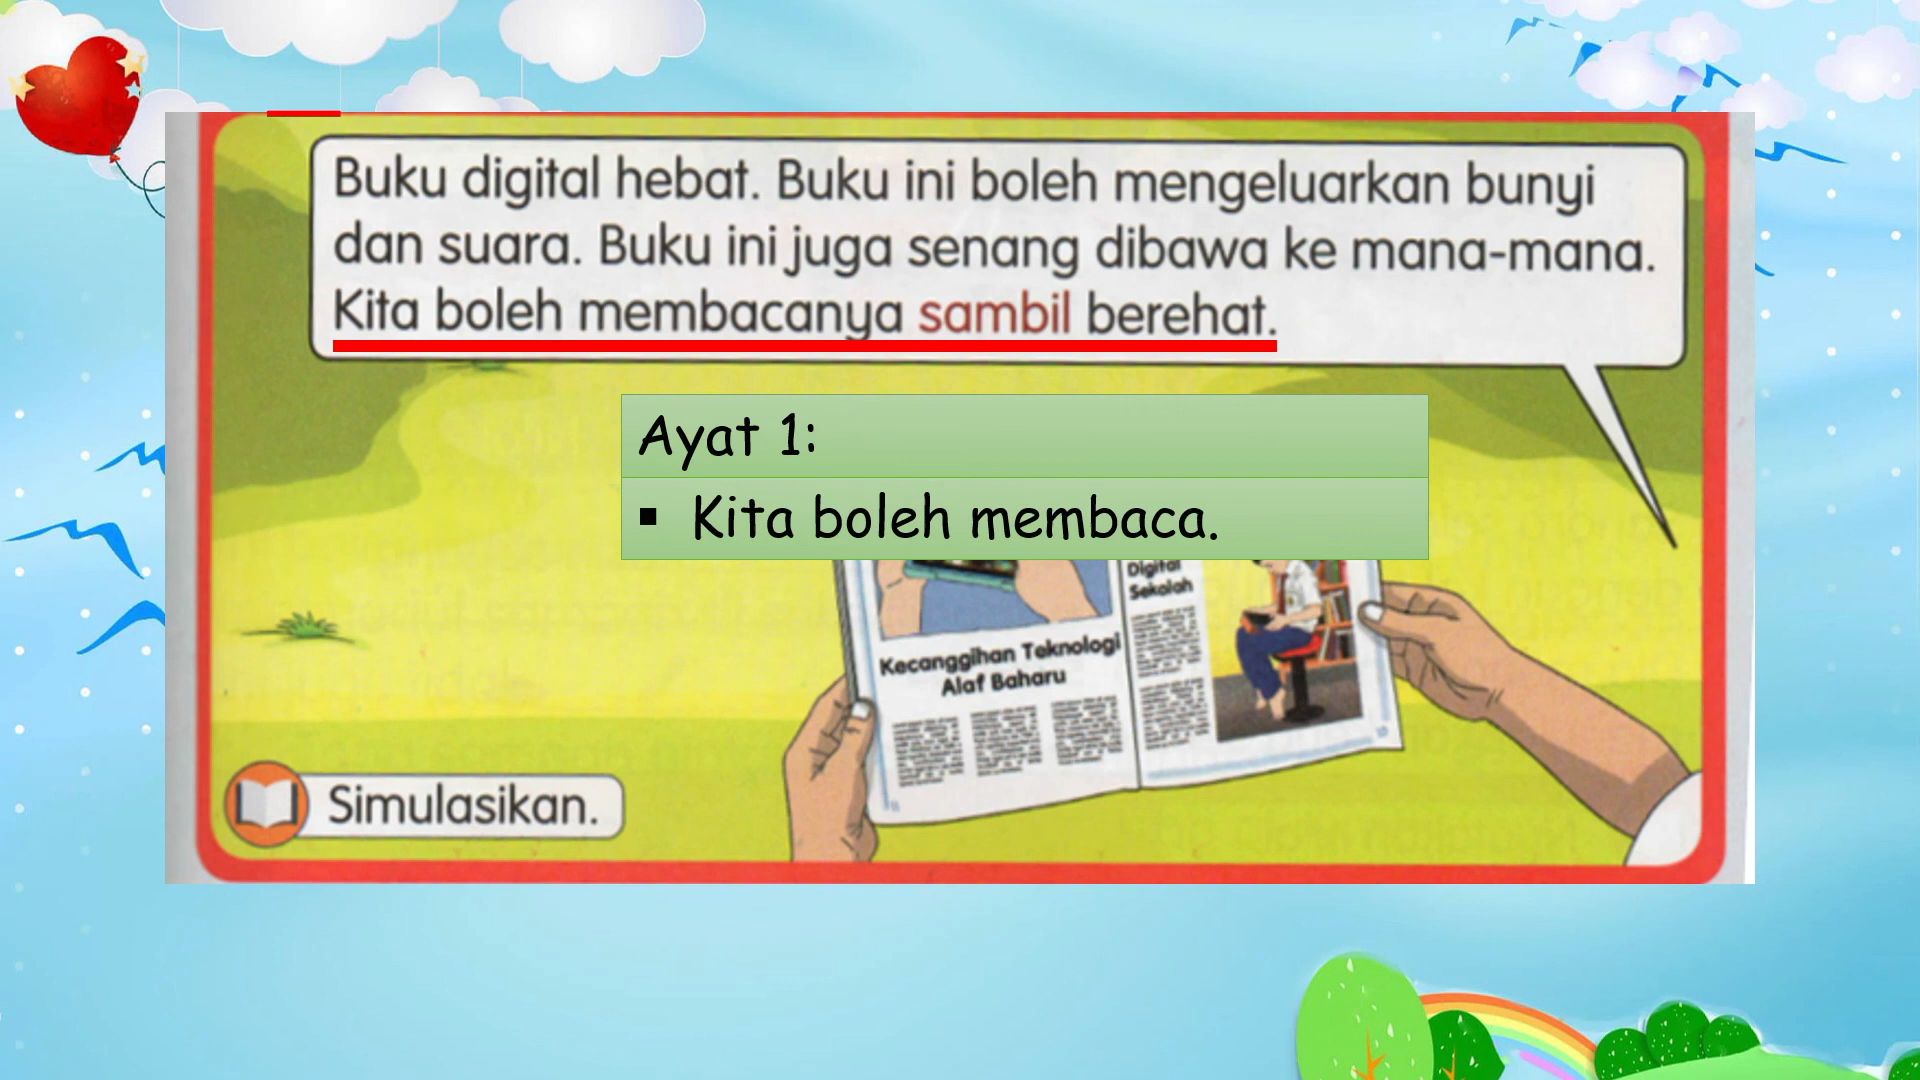 Buku digital hebat. Buku ini boleh mengeluarkan bunyi
dan suara. Buku ini juga senang dibawa ke mana-mana.
Kita boleh membacanya sambil berehat.
Ayat 1:
▪ Kita boleh membaca.
Digital
Sekolah
Kecanggihan Teknologi
Alaf Baharu
Simulasikan.